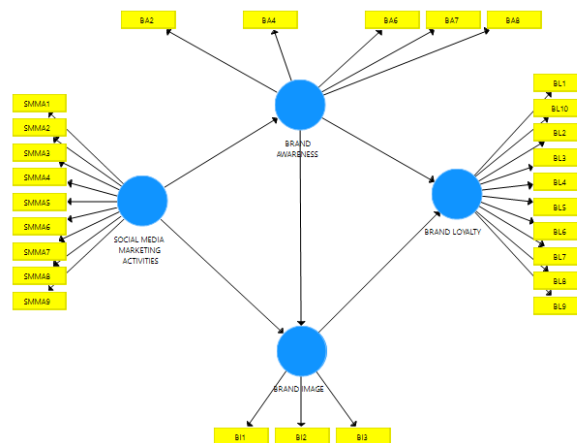 BA2
BA4
BA6
BA7
BA8
SMMA1
SMMA2
SMMA3
SMMA4
SMMA5
SMMA6
SMMA7
SMMA8
SMMA9
SOCIAL MEDIA
MARKETING
ACTIVITIES
BRAND
AWARENESS
BRAND LOYALTY
BL1
BL10
BL2
BL3
BL4
BL5
BL6
BL7
BL8
BL9
BRAND IMAGE
BI1
BI2
BI3